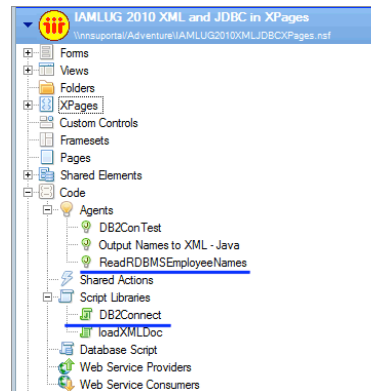 IAMLUG 2010 XML and JDBC in XPages
\\nnsuportal/Adventure\IAMLUG2010XMLJDBCXPages.nsf
Forms
Views
Folders
XPages
Custom Controls
Framesets
Pages
Shared Elements
Code
Agents
DB2ConTest
Output Names to XML - Java
ReadRDBMSEmployeeNames
Shared Actions
Script Libraries
DB2Connect
loadXMLDoc
Database Script
Web Service Providers
Web Service Consumers